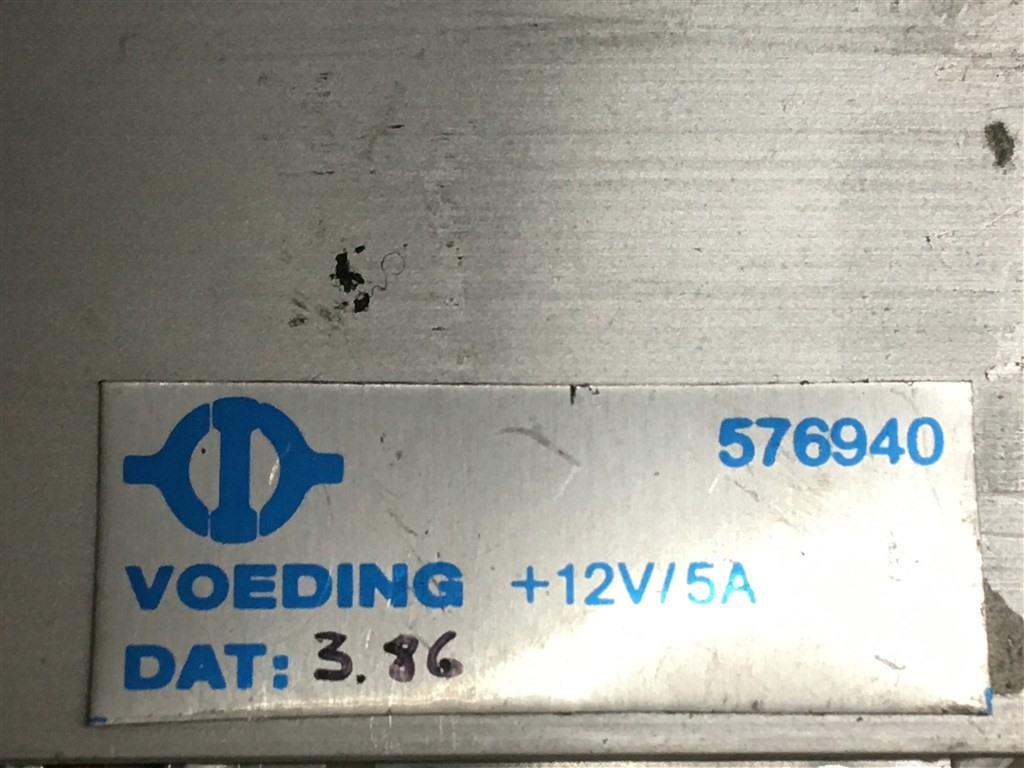 576940
VOEDING +12V/5A
DAT: 3.86